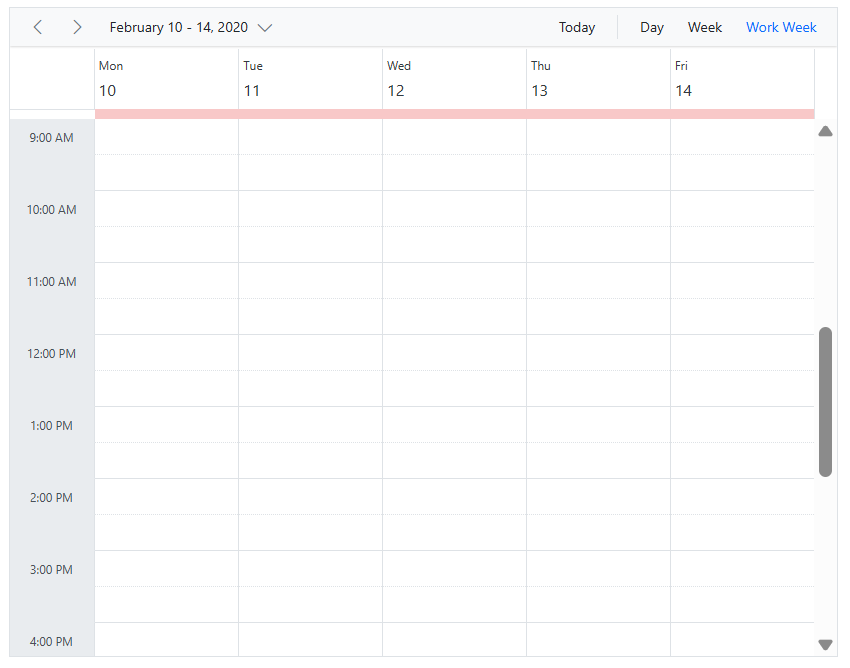 February 10 - 14, 2020 Today Day Week Work Week
Mon Tue Wed Thu Fri
10 11 12 13 14
9:00 AM
10:00 AM
11:00 AM
12:00 PM
1:00 PM
2:00 PM
3:00 PM
4:00 PM